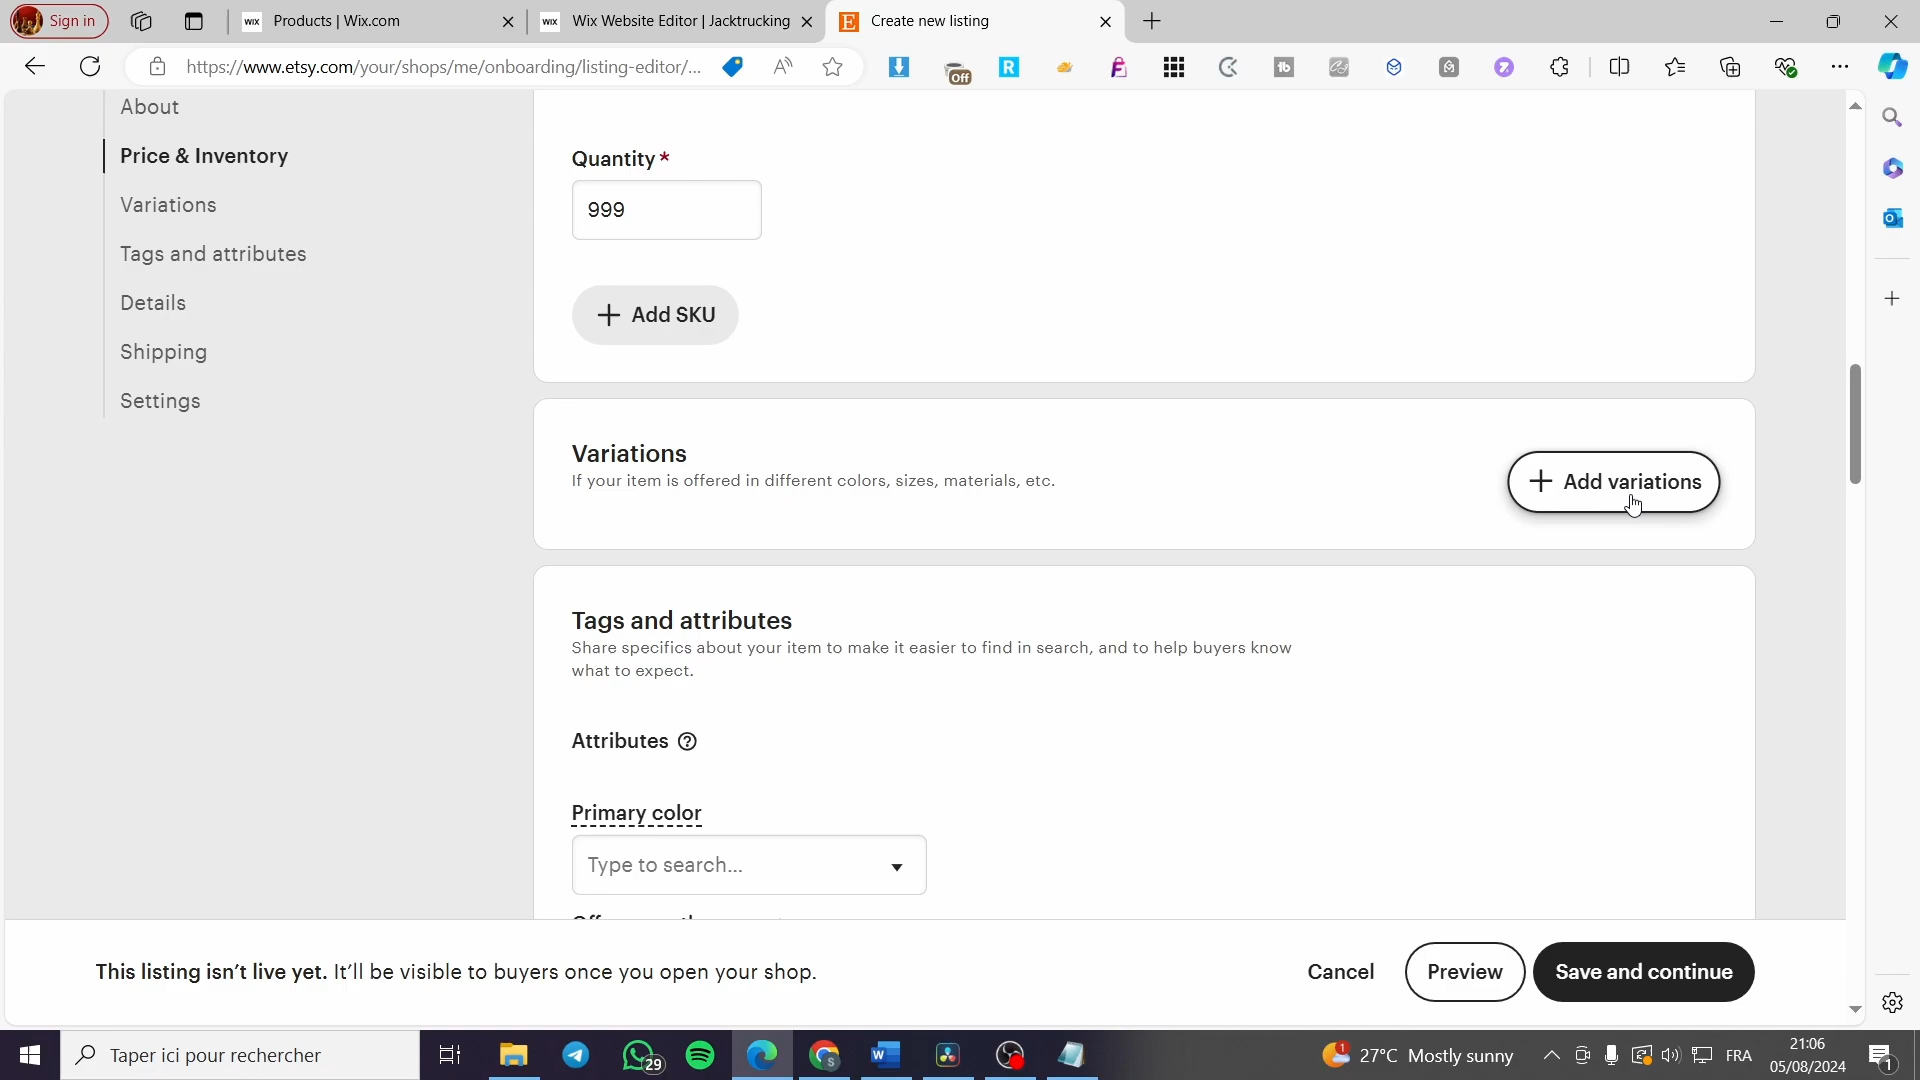 Sign in
Products | Wix.com
Wix Website Editor | Jacktrucking
Create new listing
https://www.etsy.com/your/shops/me/onboarding/listing-editor/...
Off
About
Price & Inventory
Variations
Tags and attributes
Details
Shipping
Settings
Quantity*
999
+ Add SKU
Variations
If your item is offered in different colors, sizes, materials, etc.
+ Add variations
Tags and attributes
Share specifics about your item to make it easier to find in search, and to help buyers know
what to expect.
Attributes
Primary color
Type to search...
This listing isn't live yet. It'll be visible to buyers once you open your shop.
Cancel
Preview
Save and continue
Taper ici pour rechercher
29
27°C Mostly sunny
FRA
21:06
05/08/2024
1